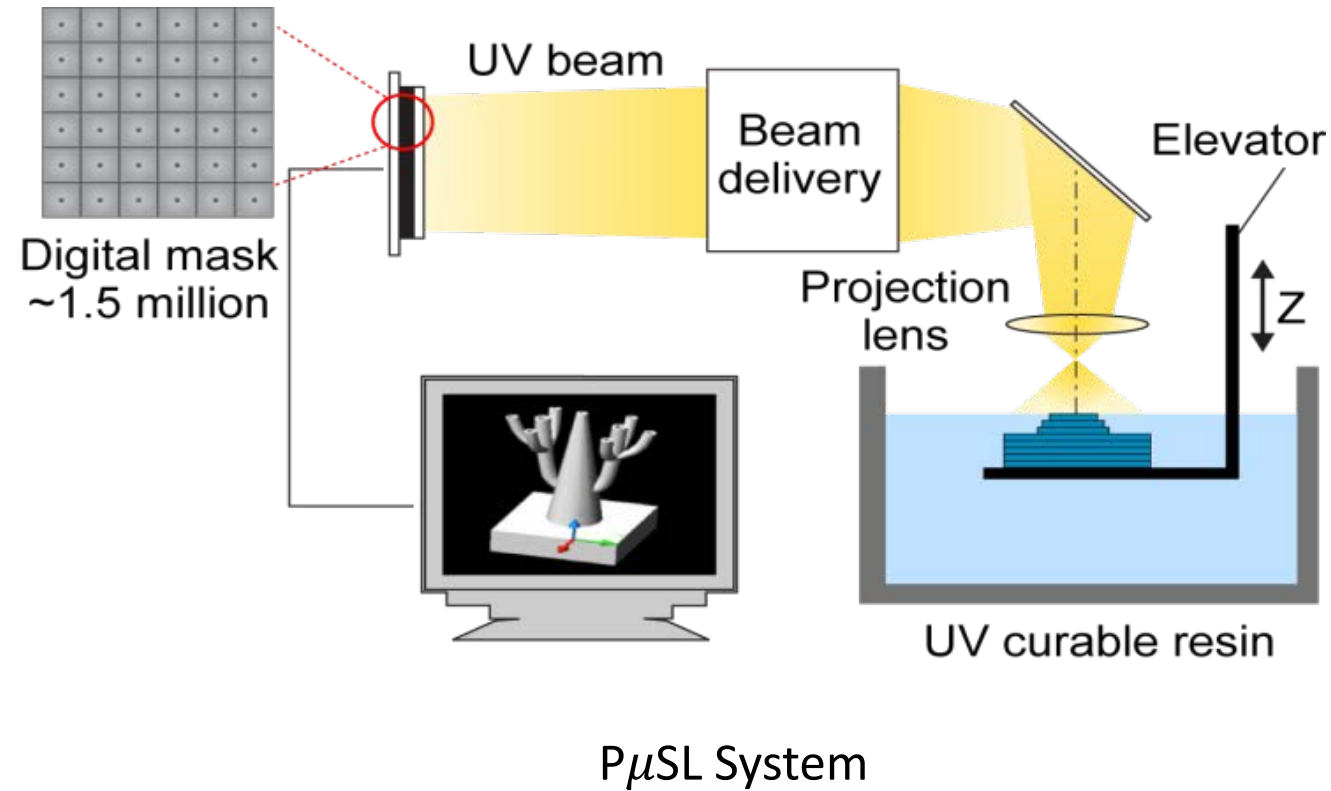 UV beam
Beam
delivery
Elevator
Digital mask
~1.5 million
Projection
lens
Z
UV curable resin
P𝜇SL System